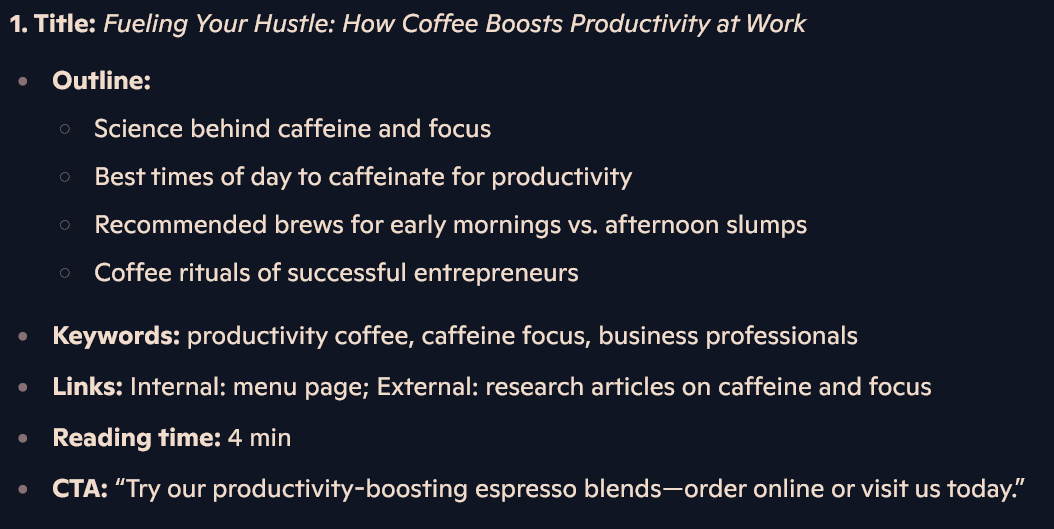 1. Title: Fueling Your Hustle: How Coffee Boosts Productivity at Work
Outline:
Science behind caffeine and focus
Best times of day to caffeinate for productivity
Recommended brews for early mornings vs. afternoon slumps
Coffee rituals of successful entrepreneurs
Keywords: productivity coffee, caffeine focus, business professionals
Links: Internal: menu page; External: research articles on caffeine and focus
Reading time: 4 min
CTA: “Try our productivity-boosting espresso blends—order online or visit us today.”